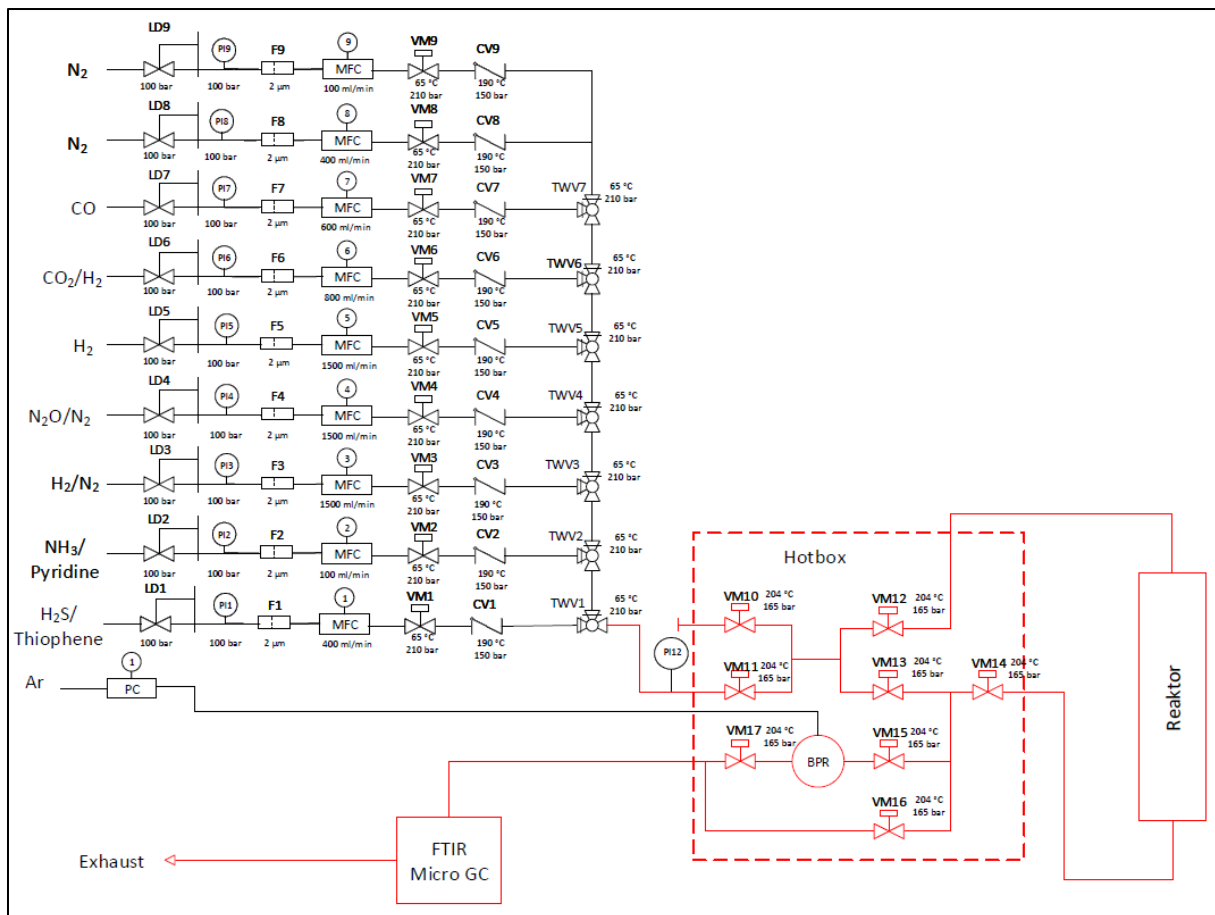 LD9 PI9 F9 9 VM9 CV9
N₂ MFC
100 bar 100 bar 2 µm 100 ml/min 65 °C 190 °C
210 bar 150 bar
LD8 PI8 F8 8 VM8 CV8
N₂ MFC
100 bar 100 bar 2 µm 400 ml/min 65 °C 190 °C
210 bar 150 bar
LD7 PI7 F7 7 VM7 CV7 TWV7 65 °C
CO MFC 210 bar
100 bar 100 bar 2 µm 600 ml/min 65 °C 190 °C
210 bar 150 bar
LD6 PI6 F6 6 VM6 CV6 TWV6 65 °C
CO₂/H₂ MFC 210 bar
100 bar 100 bar 2 µm 800 ml/min 65 °C 190 °C
210 bar 150 bar
LD5 PI5 F5 5 VM5 CV5 TWV5 65 °C
H₂ MFC 210 bar
100 bar 100 bar 2 µm 1500 ml/min 65 °C 190 °C
210 bar 150 bar
LD4 PI4 F4 4 VM4 CV4 TWV4 65 °C
N₂O/N₂ MFC 210 bar
100 bar 100 bar 2 µm 1500 ml/min 65 °C 190 °C
210 bar 150 bar
LD3 PI3 F3 3 VM3 CV3 TWV3 65 °C
H₂/N₂ MFC 210 bar
100 bar 100 bar 2 µm 1500 ml/min 65 °C 190 °C
210 bar 150 bar
LD2 PI2 F2 2 VM2 CV2 TWV2 65 °C
NH₃/ MFC 210 bar
Pyridine
100 bar 100 bar 2 µm 100 ml/min 65 °C 190 °C
210 bar 150 bar
LD1 PI1 F1 1 VM1 CV1 TWV1 65 °C
H₂S/ MFC 210 bar
Thiophene
100 bar 100 bar 2 µm 400 ml/min 65 °C 190 °C
210 bar 150 bar
1
Ar PC
Hotbox
VM10 204 °C
165 bar
VM12 204 °C
165 bar
PI12
VM11 204 °C
165 bar
VM13 204 °C
165 bar
VM14 204 °C
165 bar
VM17 204 °C
165 bar
BPR
VM15 204 °C
165 bar
VM16 204 °C
165 bar
Reaktor
FTIR
Micro GC
Exhaust